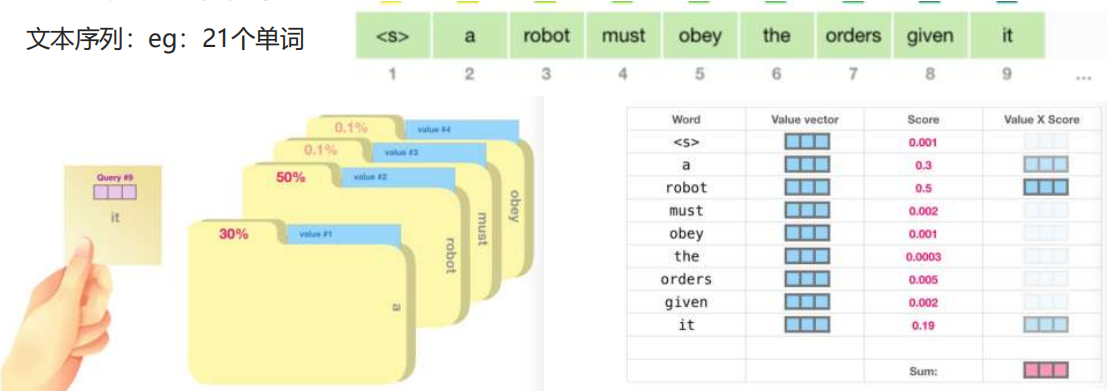 文本序列：eg：21个单词
<s> a robot must obey the orders given it
1 2 3 4 5 6 7 8 9 ...
Query #9
it
0.1% value #4
0.1% value #3
50% value #2
30% value #1
obey
must
robot
a
Word Value vector Score Value X Score
<s> 0.001
a 0.3
robot 0.5
must 0.002
obey 0.001
the 0.0003
orders 0.005
given 0.002
it 0.19
Sum: